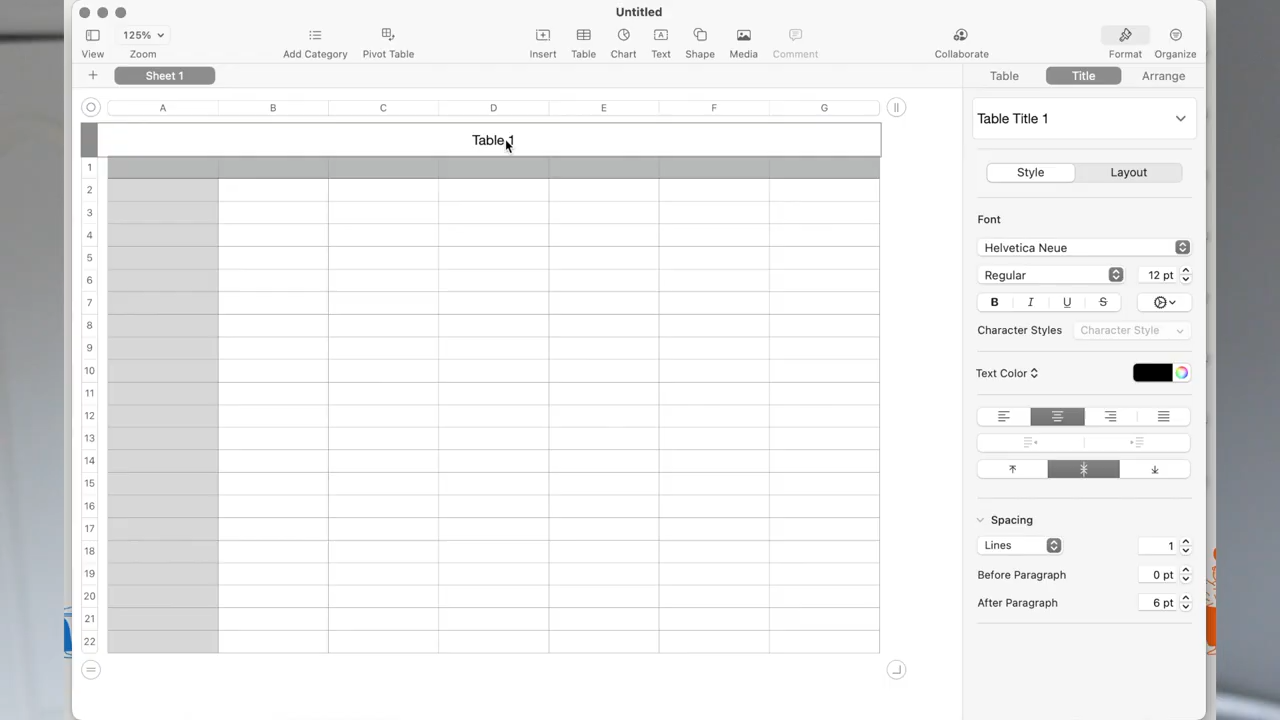 Untitled
125%
View Zoom Add Category Pivot Table Insert Table Chart Text Shape Media Comment Collaborate Format Organize
Sheet 1 Table Title Arrange
A B C D E F G
Table 1
1
2
3
4
5
6
7
8
9
10
11
12
13
14
15
16
17
18
19
20
21
22
Table Title 1
Style Layout
Font
Helvetica Neue
Regular 12 pt
B I U S
Character Styles Character Style
Text Color
Spacing
Lines 1
Before Paragraph 0 pt
After Paragraph 6 pt